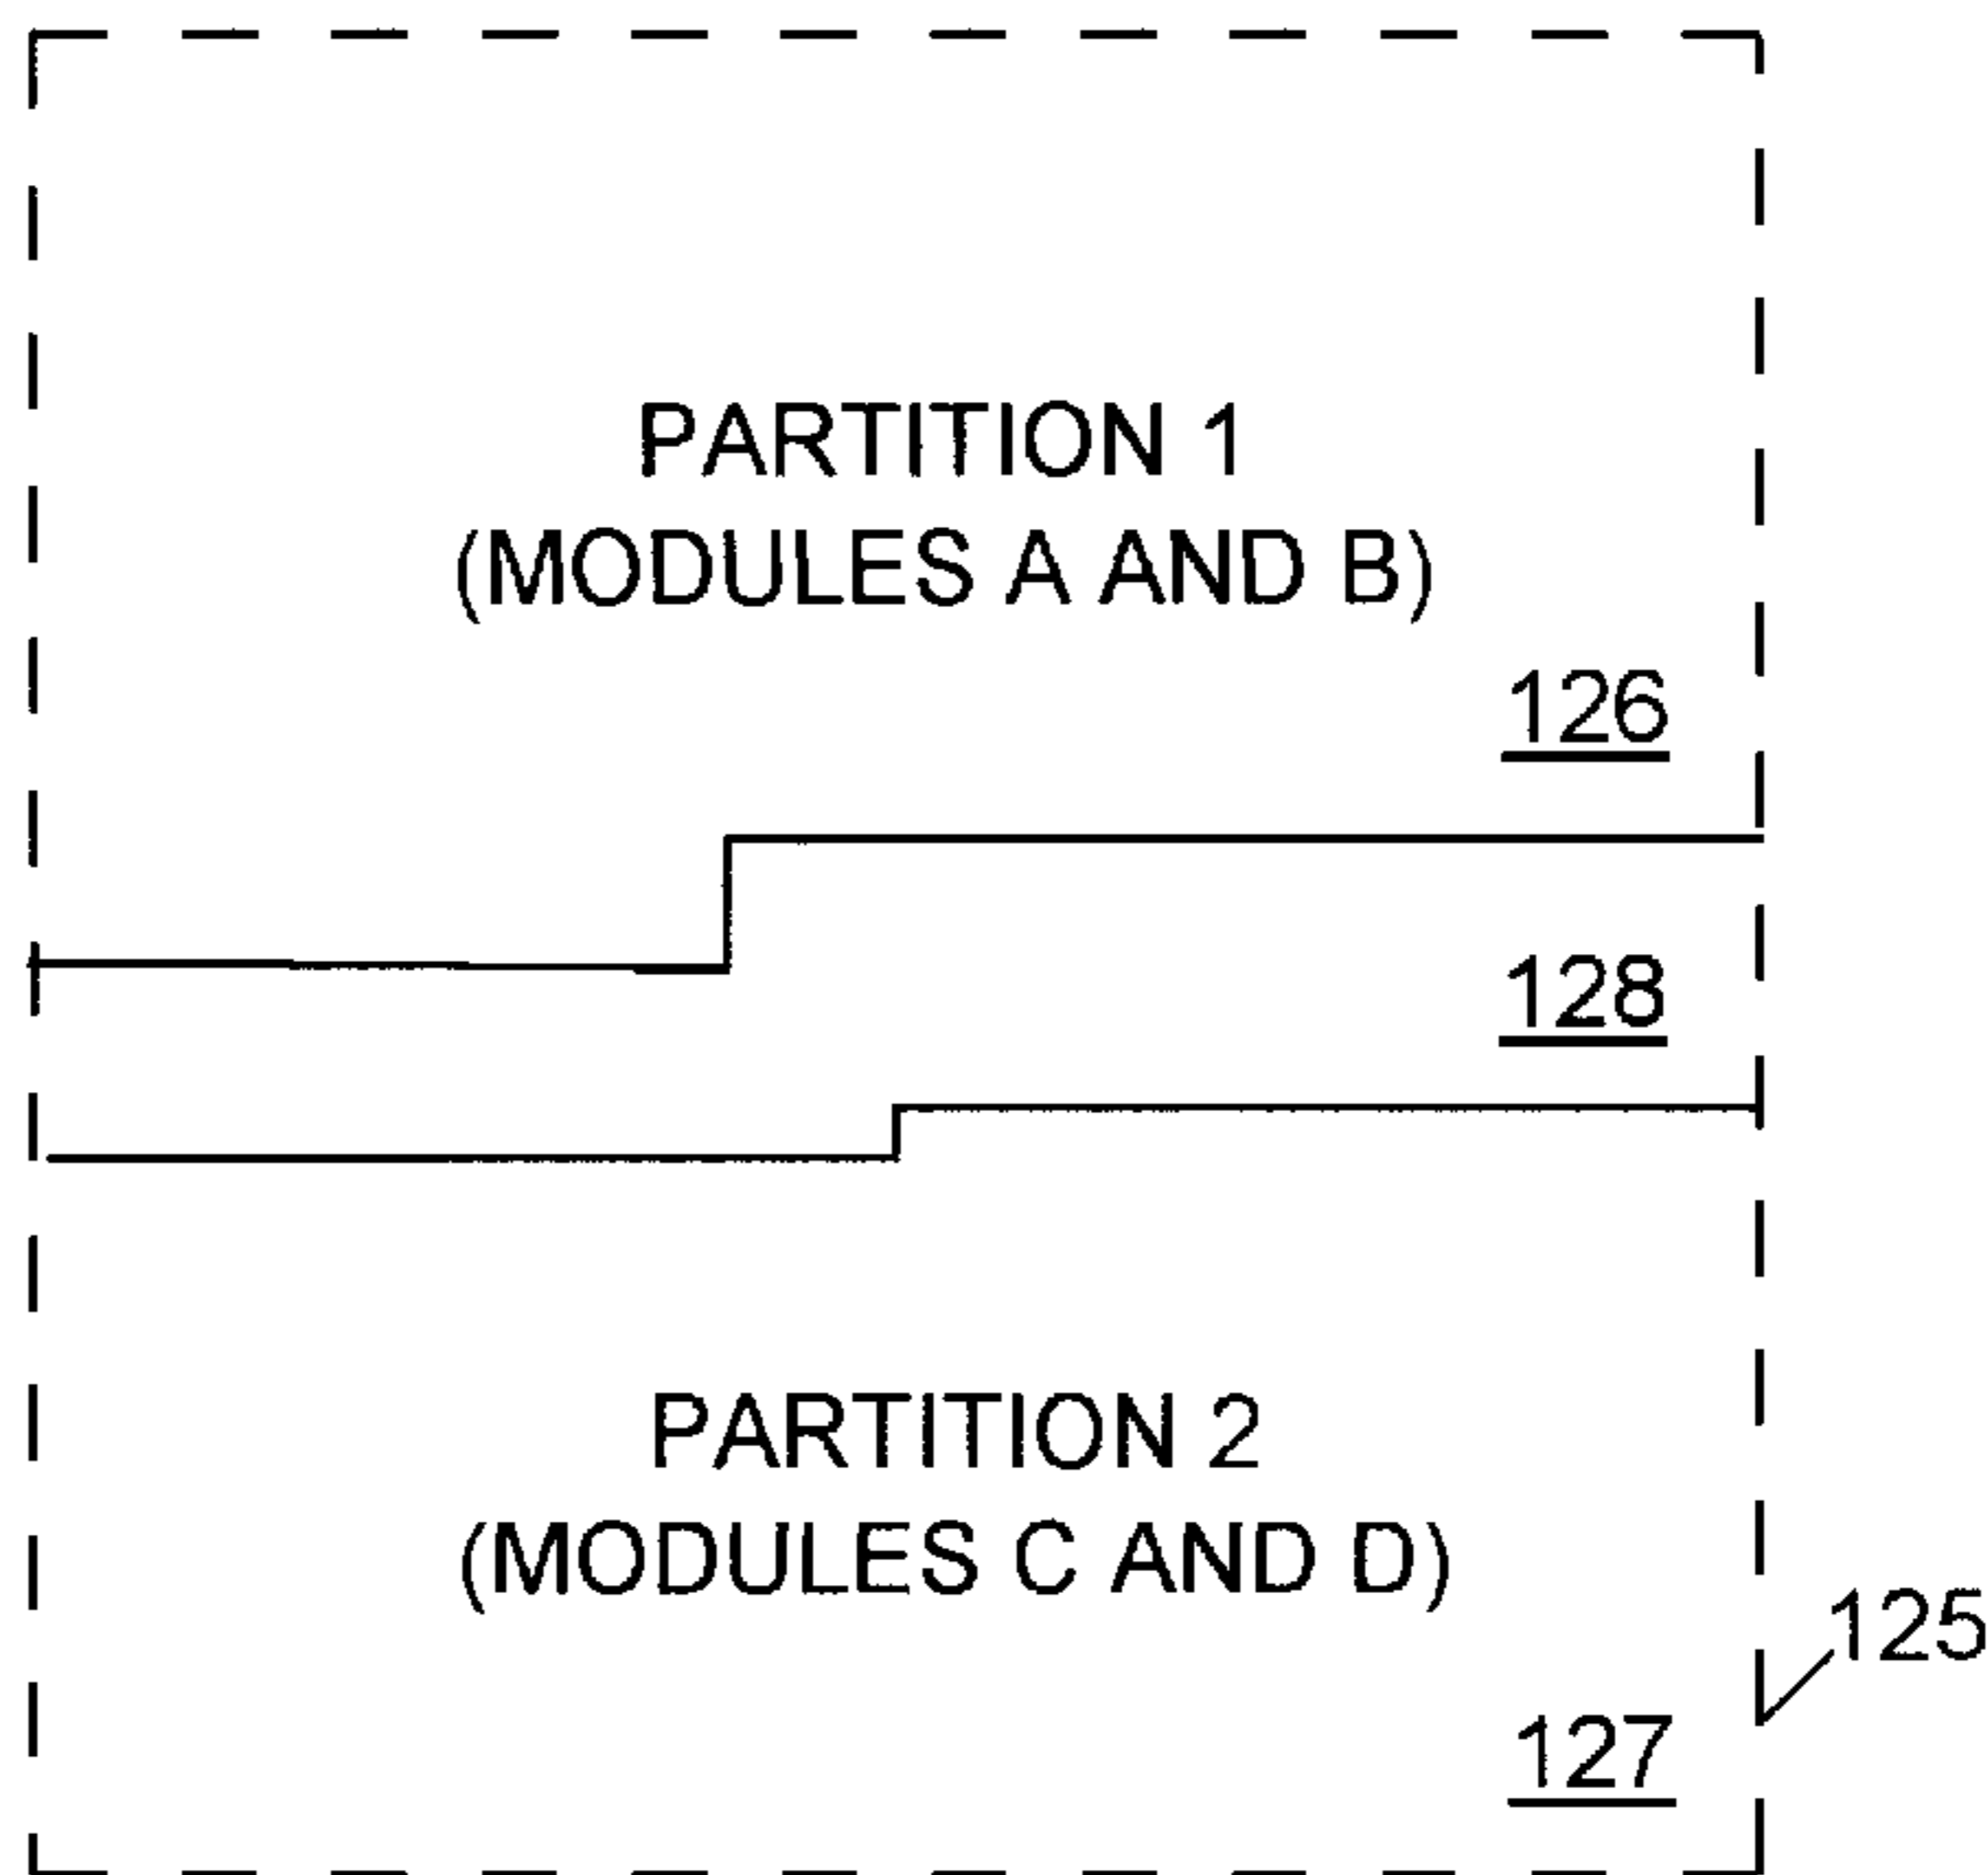 PARTITION 1
(MODULES A AND B)
126
128
PARTITION 2
(MODULES C AND D)
125
127